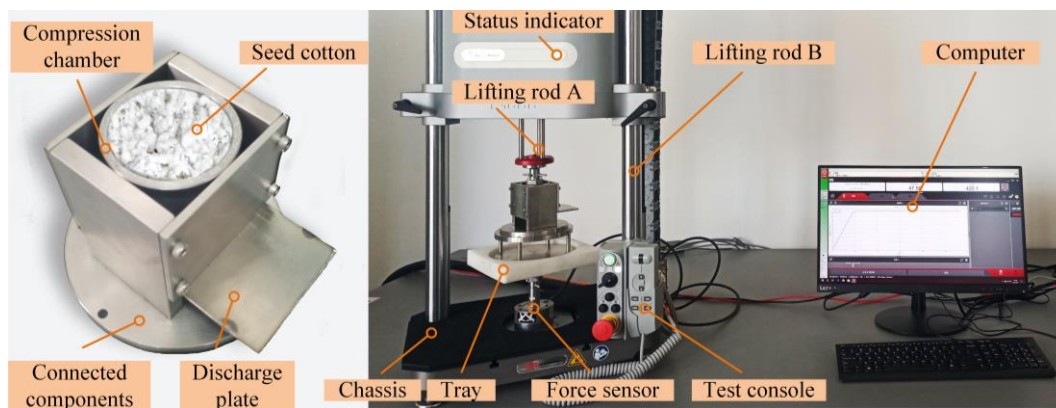 Compression
chamber
Seed cotton
Connected
components
Discharge
plate
Status indicator
Lifting rod A
Lifting rod B
Computer
Chassis
Tray
Force sensor
Test console